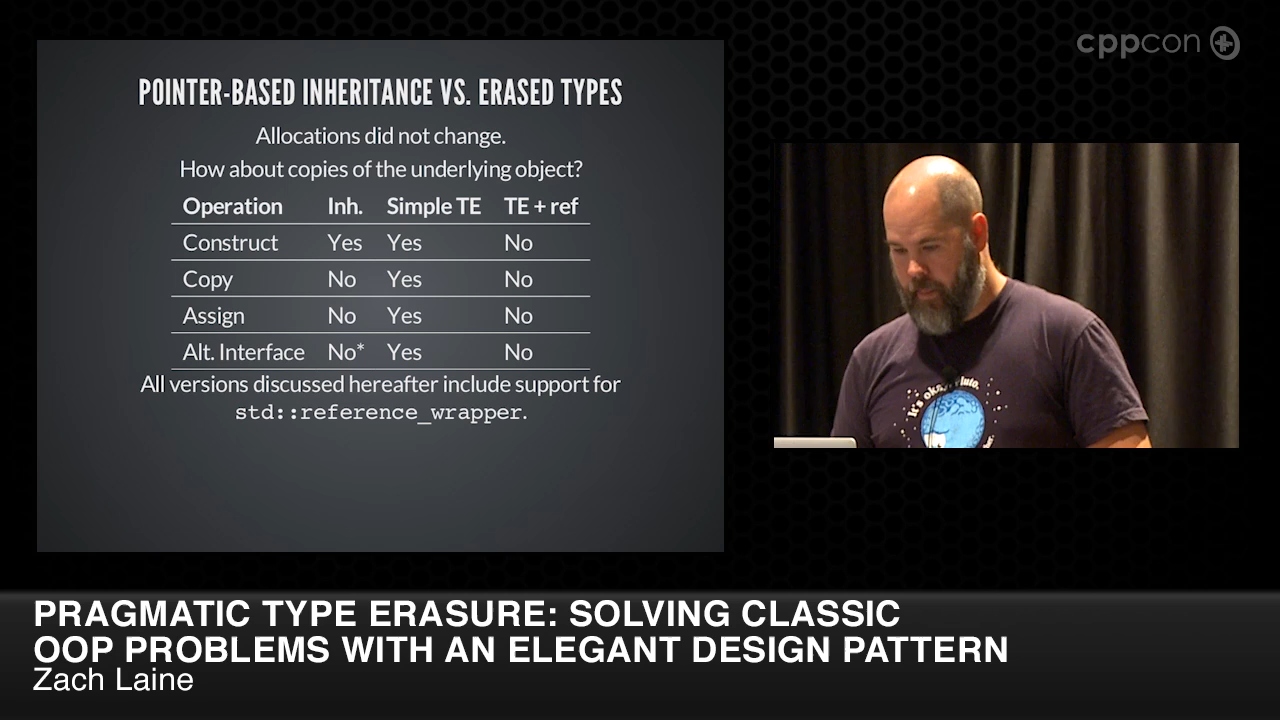 cppcon
POINTER-BASED INHERITANCE VS. ERASED TYPES
Allocations did not change.
How about copies of the underlying object?
Operation Inh. Simple TE TE + ref
Construct Yes Yes No
Copy No Yes No
Assign No Yes No
Alt. Interface No* Yes No
All versions discussed hereafter include support for
std::reference_wrapper.
It's okay
PRAGMATIC TYPE ERASURE: SOLVING CLASSIC
OOP PROBLEMS WITH AN ELEGANT DESIGN PATTERN
Zach Laine